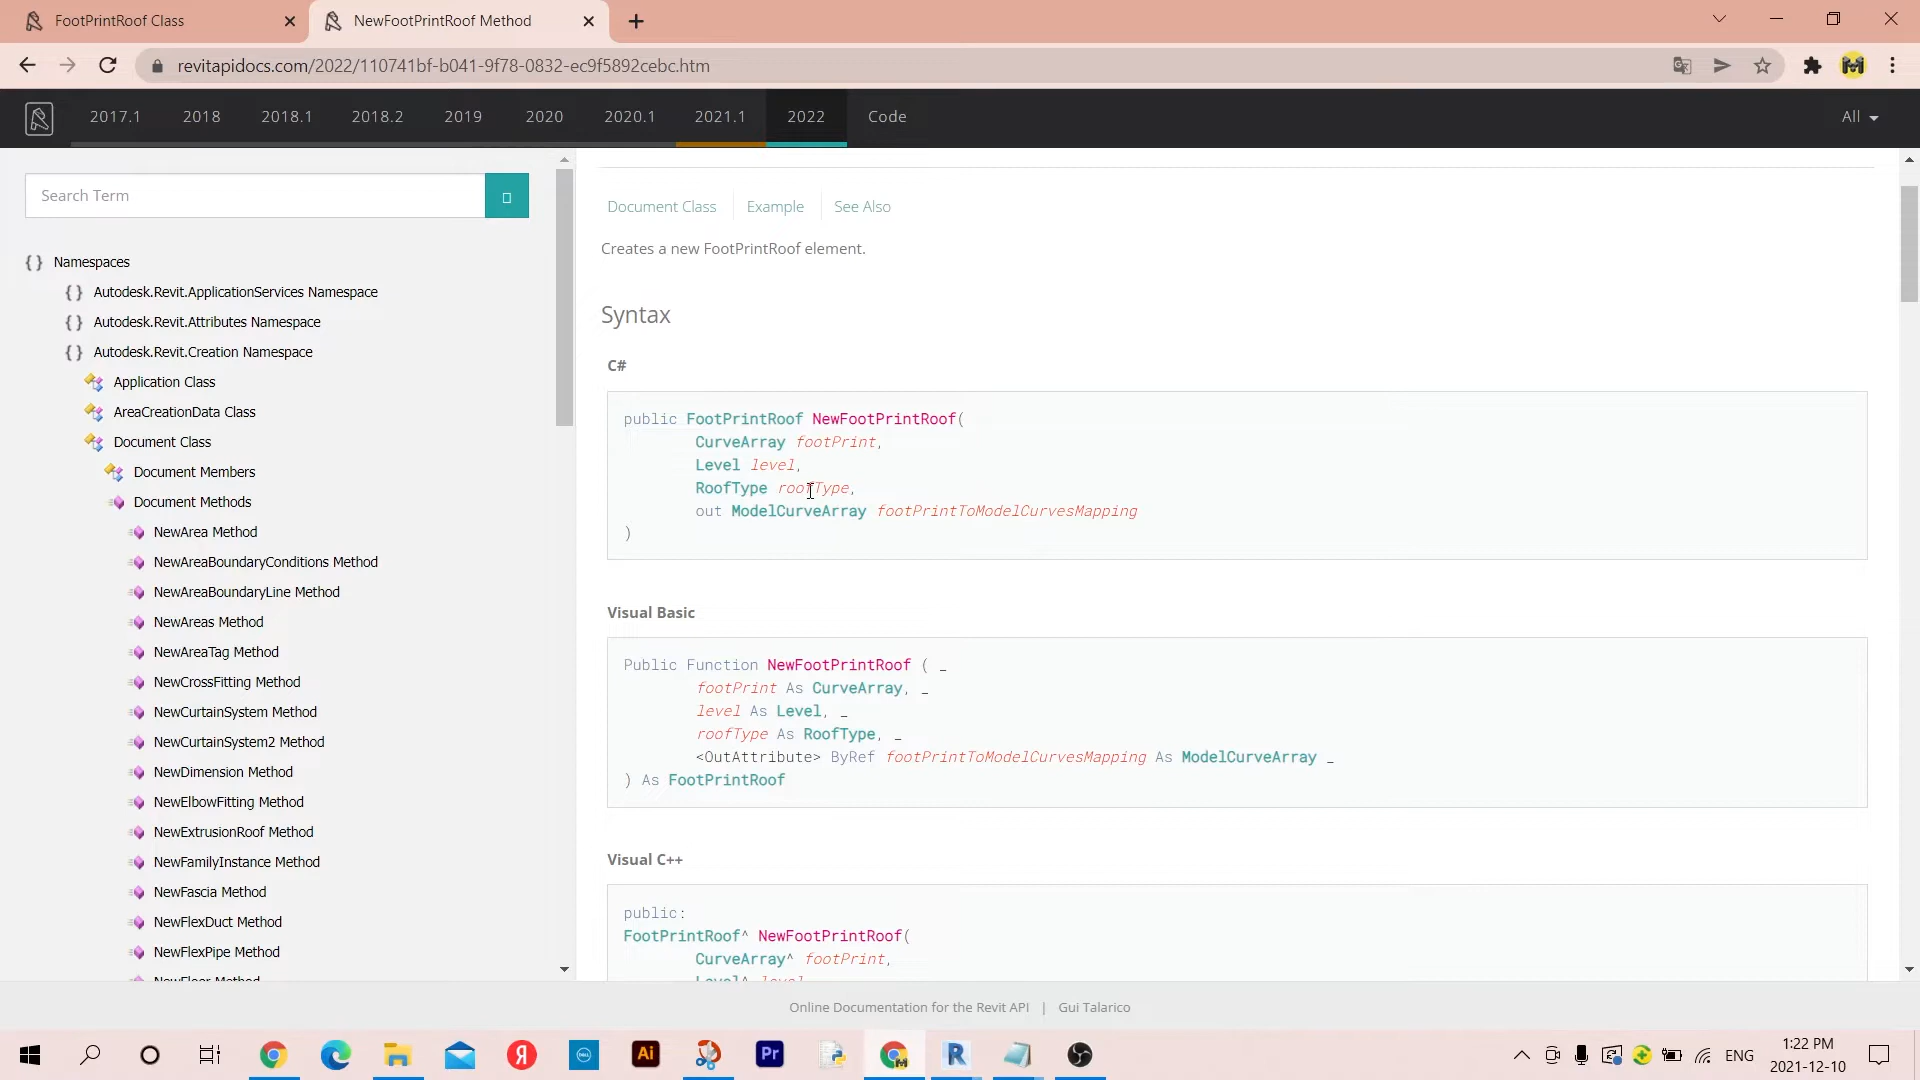 FootPrintRoof Class
NewFootPrintRoof Method
revitapidocs.com/2022/110741bf-b041-9f78-0832-ec9f5892cebc.htm
2017.1 2018 2018.1 2018.2 2019 2020 2020.1 2021.1 2022 Code All
Search Term
Namespaces
Autodesk.Revit.ApplicationServices Namespace
Autodesk.Revit.Attributes Namespace
Autodesk.Revit.Creation Namespace
Application Class
AreaCreationData Class
Document Class
Document Members
Document Methods
NewArea Method
NewAreaBoundaryConditions Method
NewAreaBoundaryLine Method
NewAreas Method
NewAreaTag Method
NewCrossFitting Method
NewCurtainSystem Method
NewCurtainSystem2 Method
NewDimension Method
NewElbowFitting Method
NewExtrusionRoof Method
NewFamilyInstance Method
NewFascia Method
NewFlexDuct Method
NewFlexPipe Method
NewFloor Method
Document Class Example See Also
Creates a new FootPrintRoof element.
Syntax
C#
public FootPrintRoof NewFootPrintRoof(
CurveArray footPrint,
Level level,
RoofType roofType,
out ModelCurveArray footPrintToModelCurvesMapping
)
Visual Basic
Public Function NewFootPrintRoof ( _
footPrint As CurveArray, _
level As Level, _
roofType As RoofType, _
<OutAttribute> ByRef footPrintToModelCurvesMapping As ModelCurveArray _
) As FootPrintRoof
Visual C++
public:
FootPrintRoof^ NewFootPrintRoof(
CurveArray^ footPrint,
Level^ level,
Online Documentation for the Revit API | Gui Talarico
Ai
Pr
ENG
1:22 PM
2021-12-10